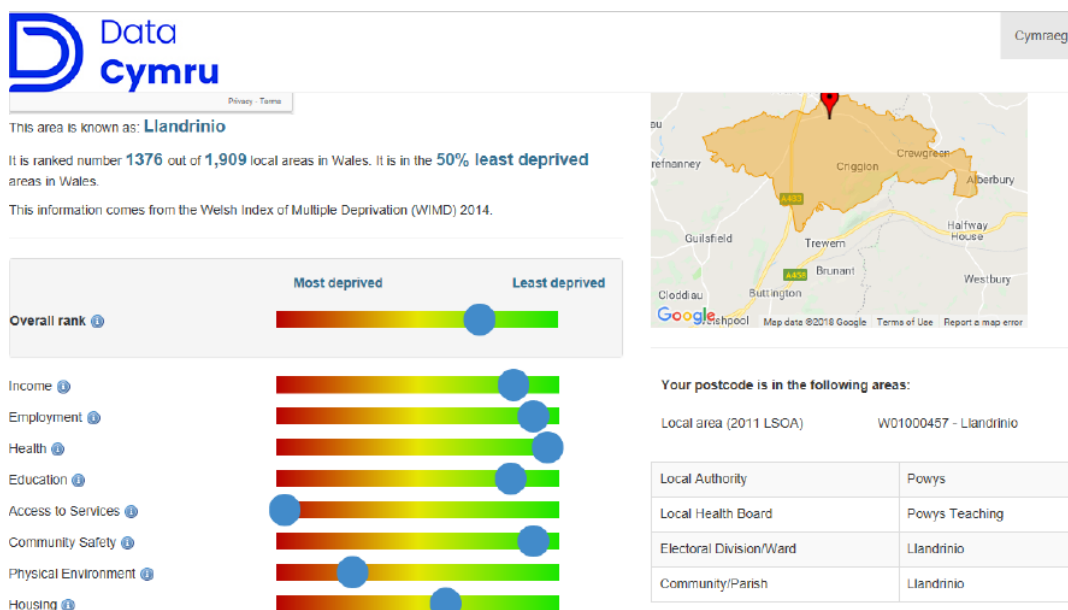 Data
Cymru
Cymraeg
Privacy - Terms
This area is known as: Llandrinio
It is ranked number 1376 out of 1,909 local areas in Wales. It is in the 50% least deprived
areas in Wales.
This information comes from the Welsh Index of Multiple Deprivation (WIMD) 2014.
Most deprived Least deprived
Overall rank
Income
Employment
Health
Education
Access to Services
Community Safety
Physical Environment
Housing
refnanney
Criggion
Crewgreen
Alberbury
A483
Guilsfield
Trewern
Halfway
House
A458
Brunant
Westbury
Cloddiau
Buttington
Google
elshpool
Map data ©2018 Google Terms of Use Report a map error
Your postcode is in the following areas:
Local area (2011 LSOA) W01000457 - Llandrinio
Local Authority Powys
Local Health Board Powys Teaching
Electoral Division/Ward Llandrinio
Community/Parish Llandrinio